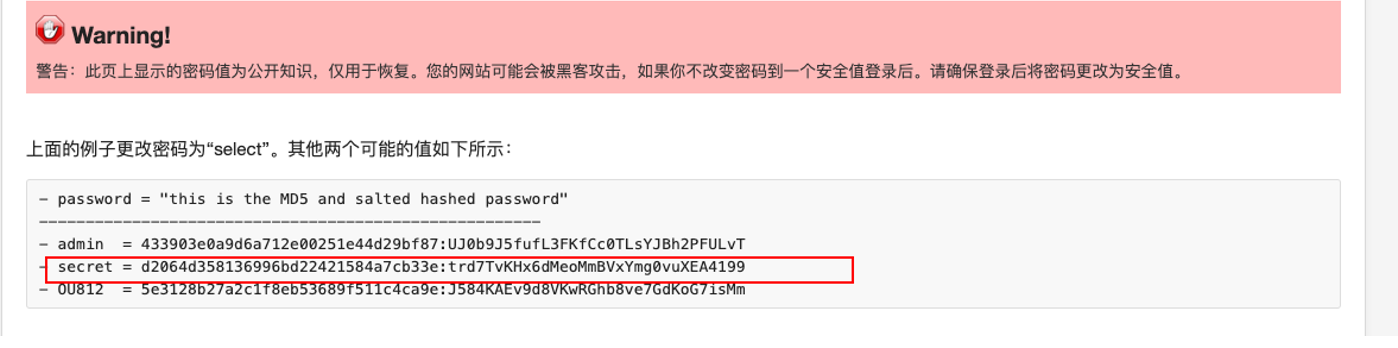 Warning!
警告：此页上显示的密码值为公开知识，仅用于恢复。您的网站可能会被黑客攻击，如果你不改变密码到一个安全值登录后。请确保登录后将密码更改为安全值。
上面的例子更改密码为“select”。其他两个可能的值如下所示：
- password = "this is the MD5 and salted hashed password"
------------------------------------------------------
- admin  = 433903e0a9d6a712e00251e44d29bf87:UJ0b9J5fufL3FKfCc0TLsYJBh2PFULvT
- secret = d2064d358136996bd22421584a7cb33e:trd7TvKHx6dMeoMmBVxYmg0vuXEA4199
- OU812  = 5e3128b27a2c1f8eb53689f511c4ca9e:J584KAEv9d8VKwRGhb8ve7GdKoG7isMm